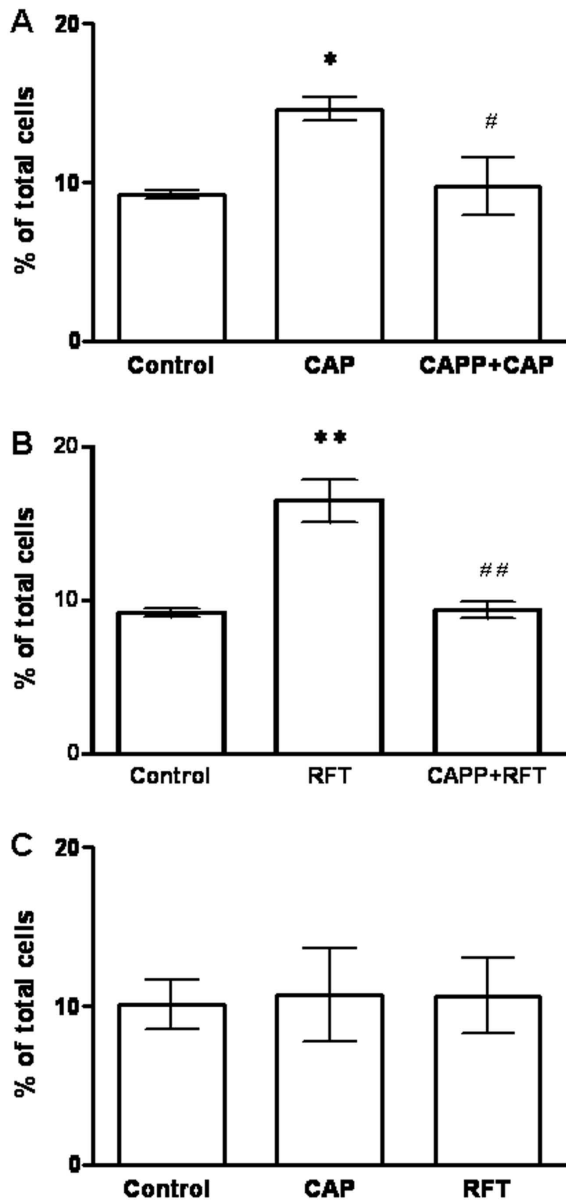 A
20
*
#
10
0
% of total cells
Control CAP CAPP+CAP
B
20
**
##
10
0
% of total cells
Control RFT CAPP+RFT
C
20
10
0
% of total cells
Control CAP RFT